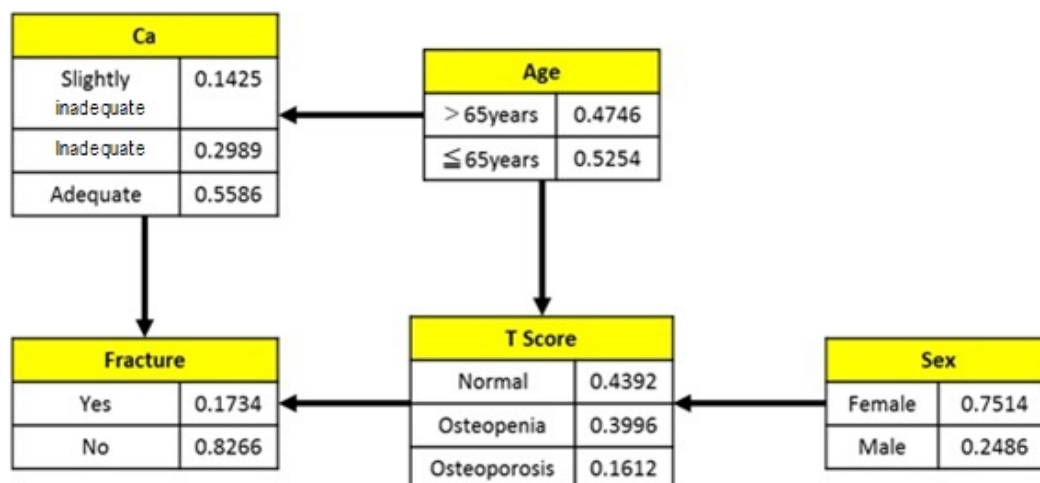 Ca
Slightly inadequate 0.1425
Inadequate 0.2989
Adequate 0.5586
Age
>65years 0.4746
≦65years 0.5254
Fracture
Yes 0.1734
No 0.8266
T Score
Normal 0.4392
Osteopenia 0.3996
Osteoporosis 0.1612
Sex
Female 0.7514
Male 0.2486